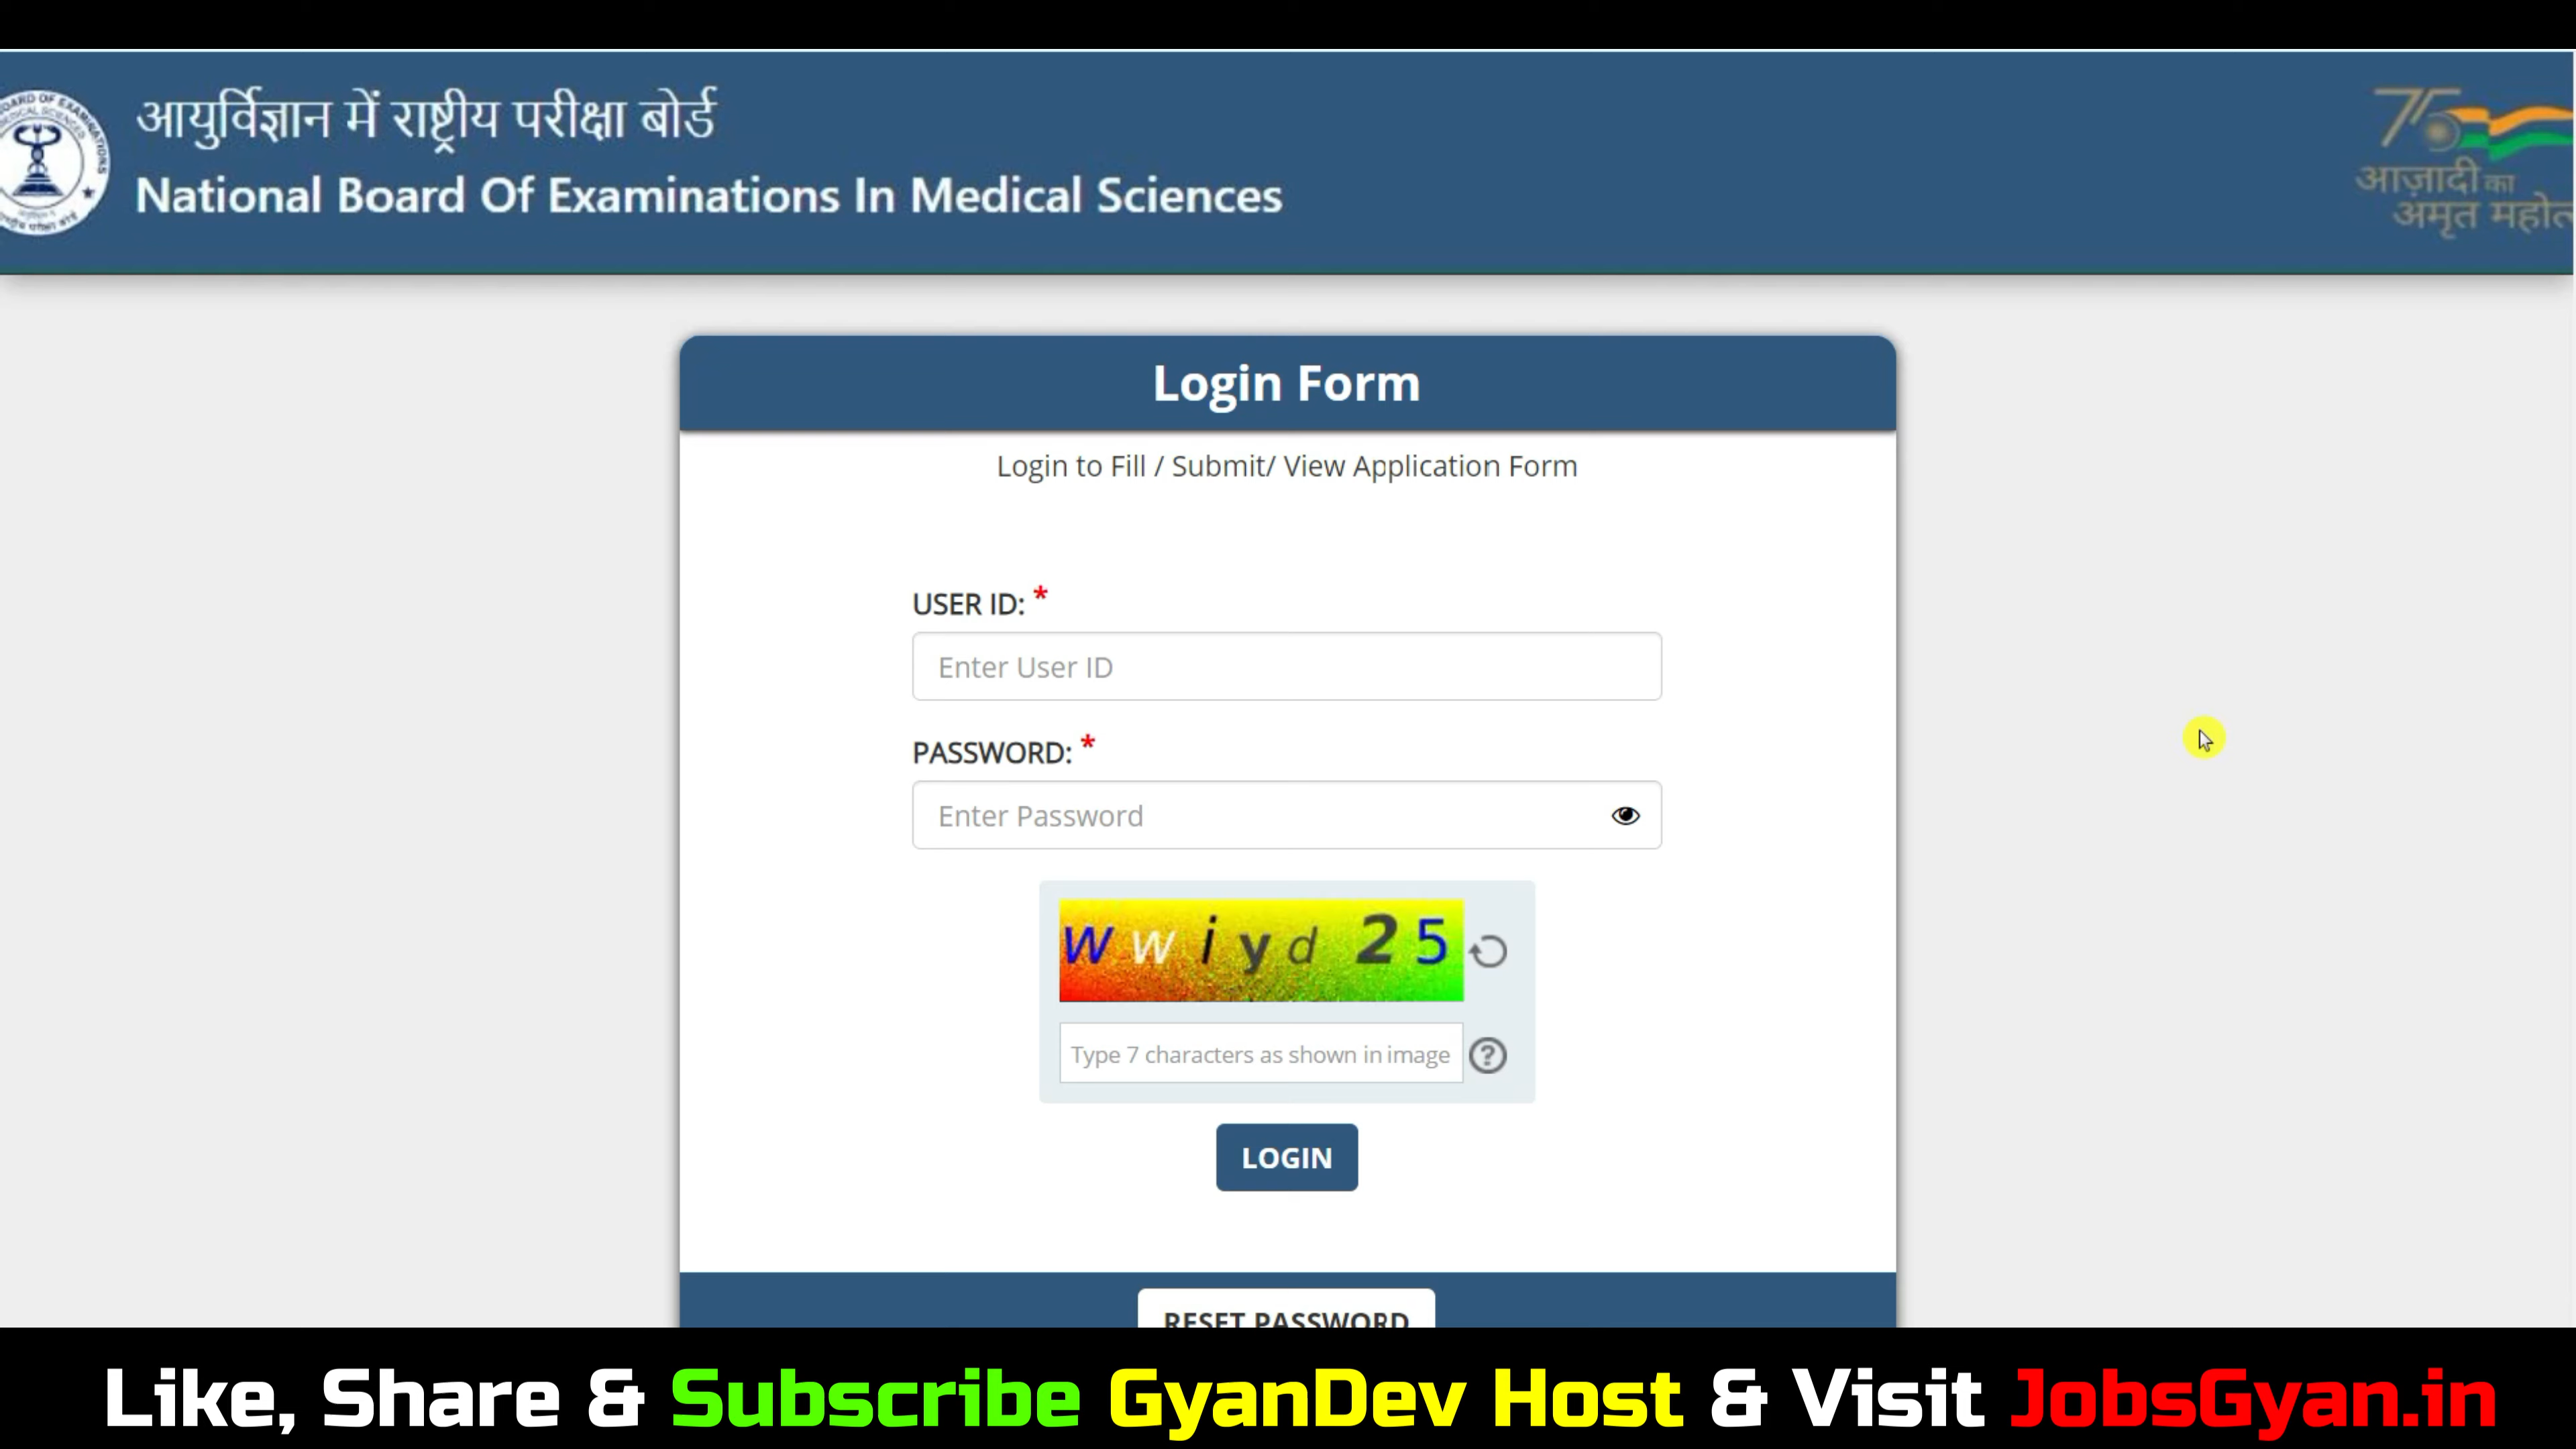 आयुर्विज्ञान में राष्ट्रीय परीक्षा बोर्ड
National Board Of Examinations In Medical Sciences
75
आज़ादी का
अमृत
Login Form
Login to Fill / Submit/ View Application Form
USER ID: *
Enter User ID
PASSWORD: *
Enter Password
W w i y d 2 5
Type 7 characters as shown in image
?
LOGIN
RESET PASSWORD
Like, Share & Subscribe GyanDev Host & Visit JobsGyan.in